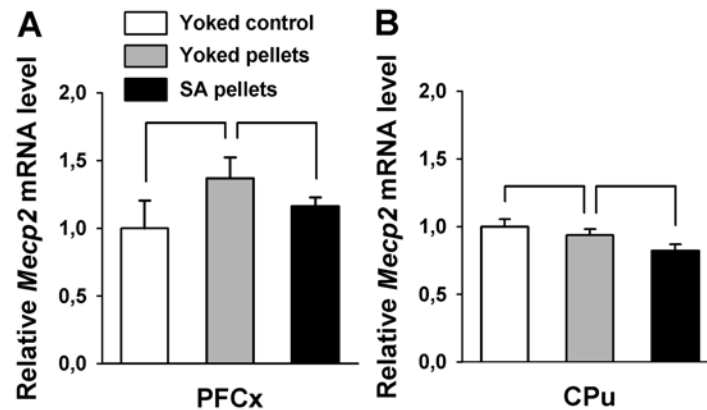 A
Yoked control
Yoked pellets
SA pellets
Relative Mecp2 mRNA level
2,0
1,5
1,0
0,5
0,0
PFCx
B
Relative Mecp2 mRNA level
2,0
1,5
1,0
0,5
0,0
CPu